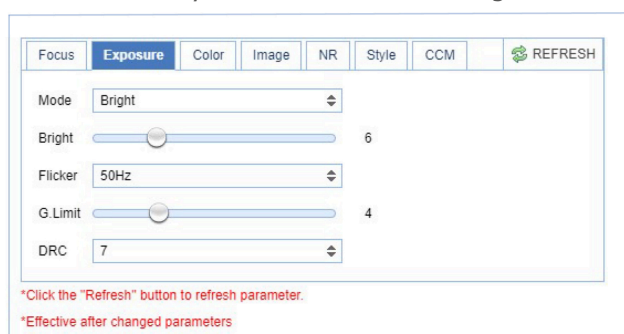 Focus Exposure Color Image NR Style CCM REFRESH
Mode Bright
Bright 6
Flicker 50Hz
G.Limit 4
DRC 7
*Click the "Refresh" button to refresh parameter.
*Effective after changed parameters